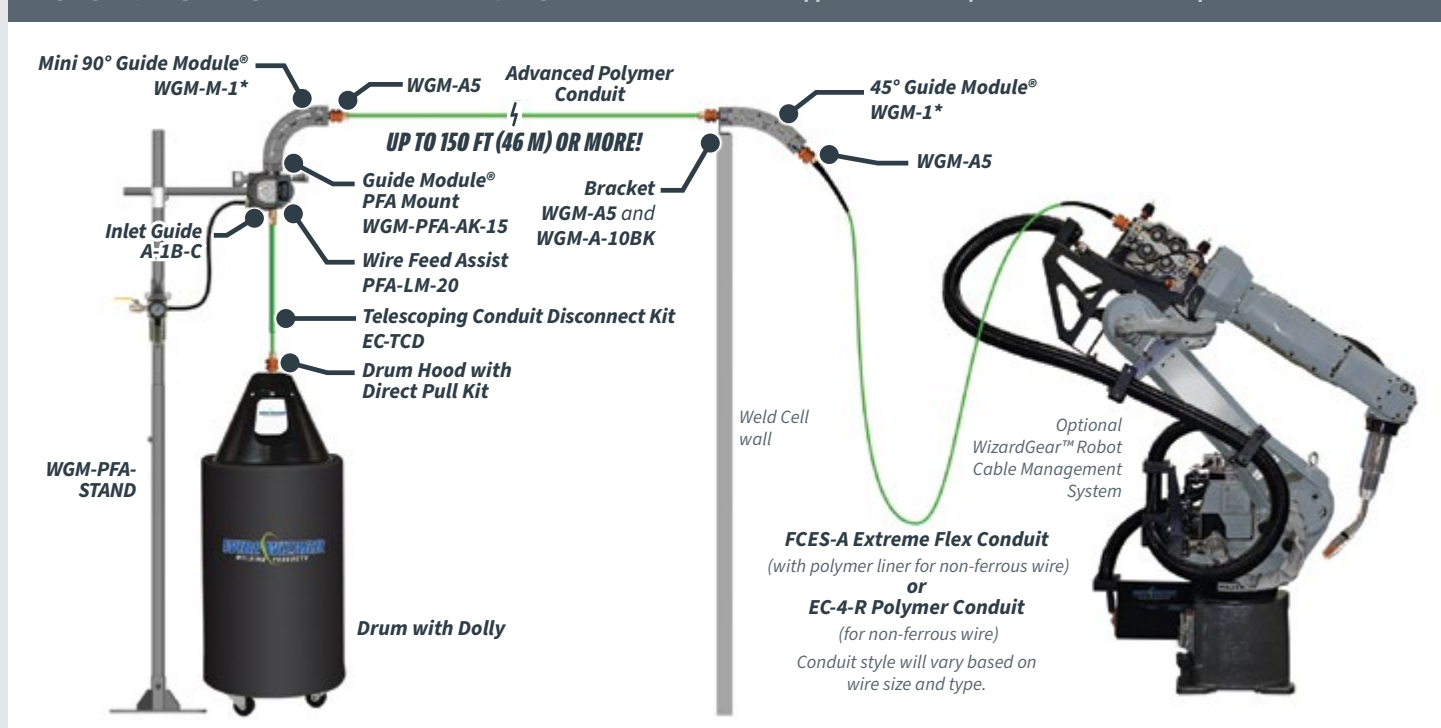 Mini 90° Guide Module®
WGM-M-1*
WGM-A5
Advanced Polymer
Conduit
UP TO 150 FT (46 M) OR MORE!
45° Guide Module®
WGM-1*
WGM-A5
Guide Module®
PFA Mount
WGM-PFA-AK-15
Bracket
WGM-A5 and
WGM-A-10BK
Inlet Guide
A-1B-C
Wire Feed Assist
PFA-LM-20
Telescoping Conduit Disconnect Kit
EC-TCD
Drum Hood with
Direct Pull Kit
Weld Cell
wall
Optional
WizardGear™ Robot
Cable Management
System
WGM-PFA-
STAND
WIRE WIZARD
WELDING PRODUCTS
Drum with Dolly
FCES-A Extreme Flex Conduit
(with polymer liner for non-ferrous wire)
or
EC-4-R Polymer Conduit
(for non-ferrous wire)
Conduit style will vary based on
wire size and type.